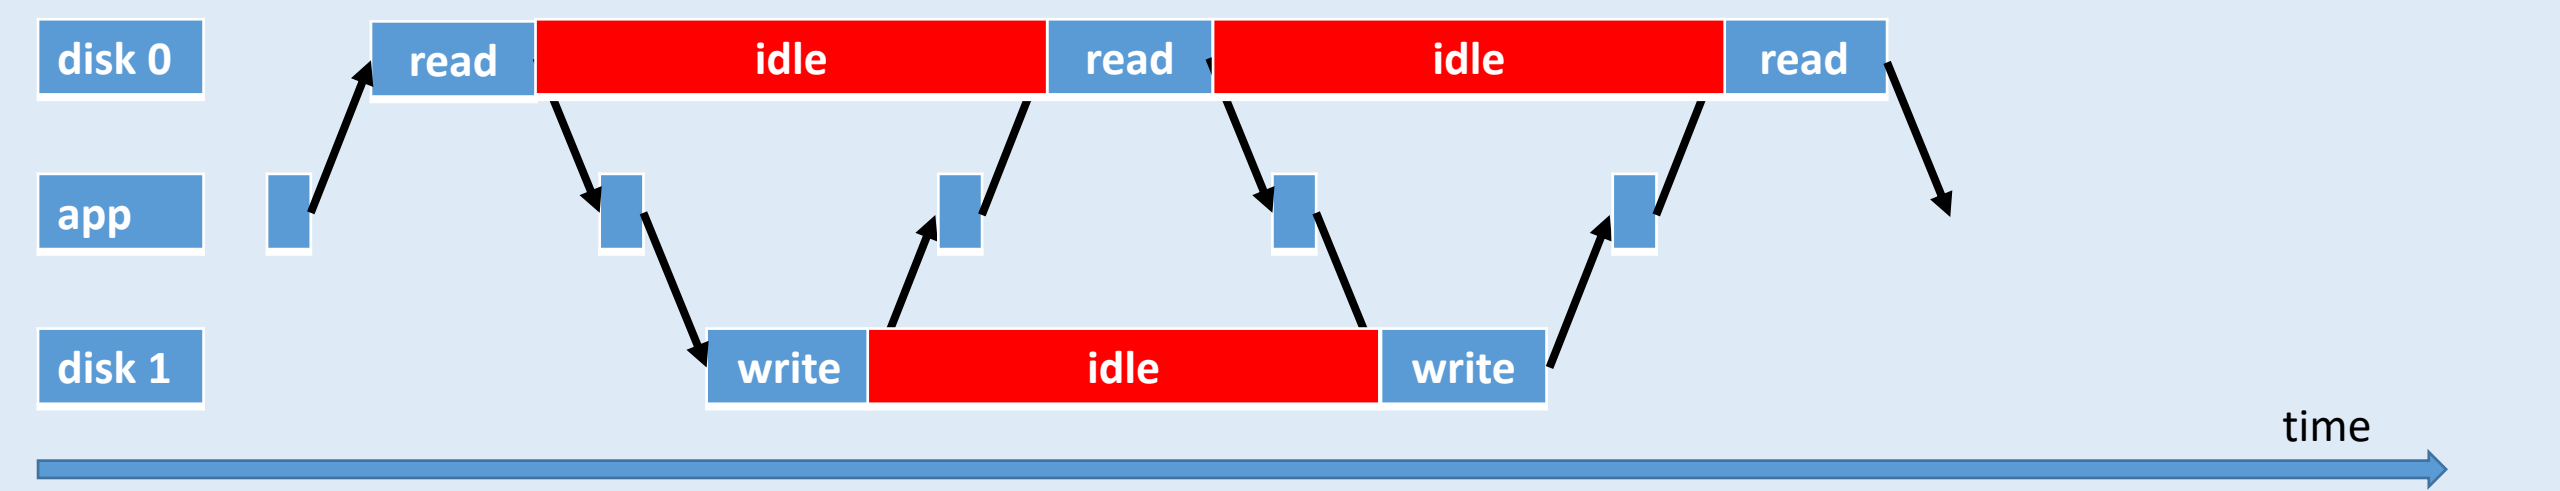 disk 0 read idle read idle read
app
disk 1 write idle write
time